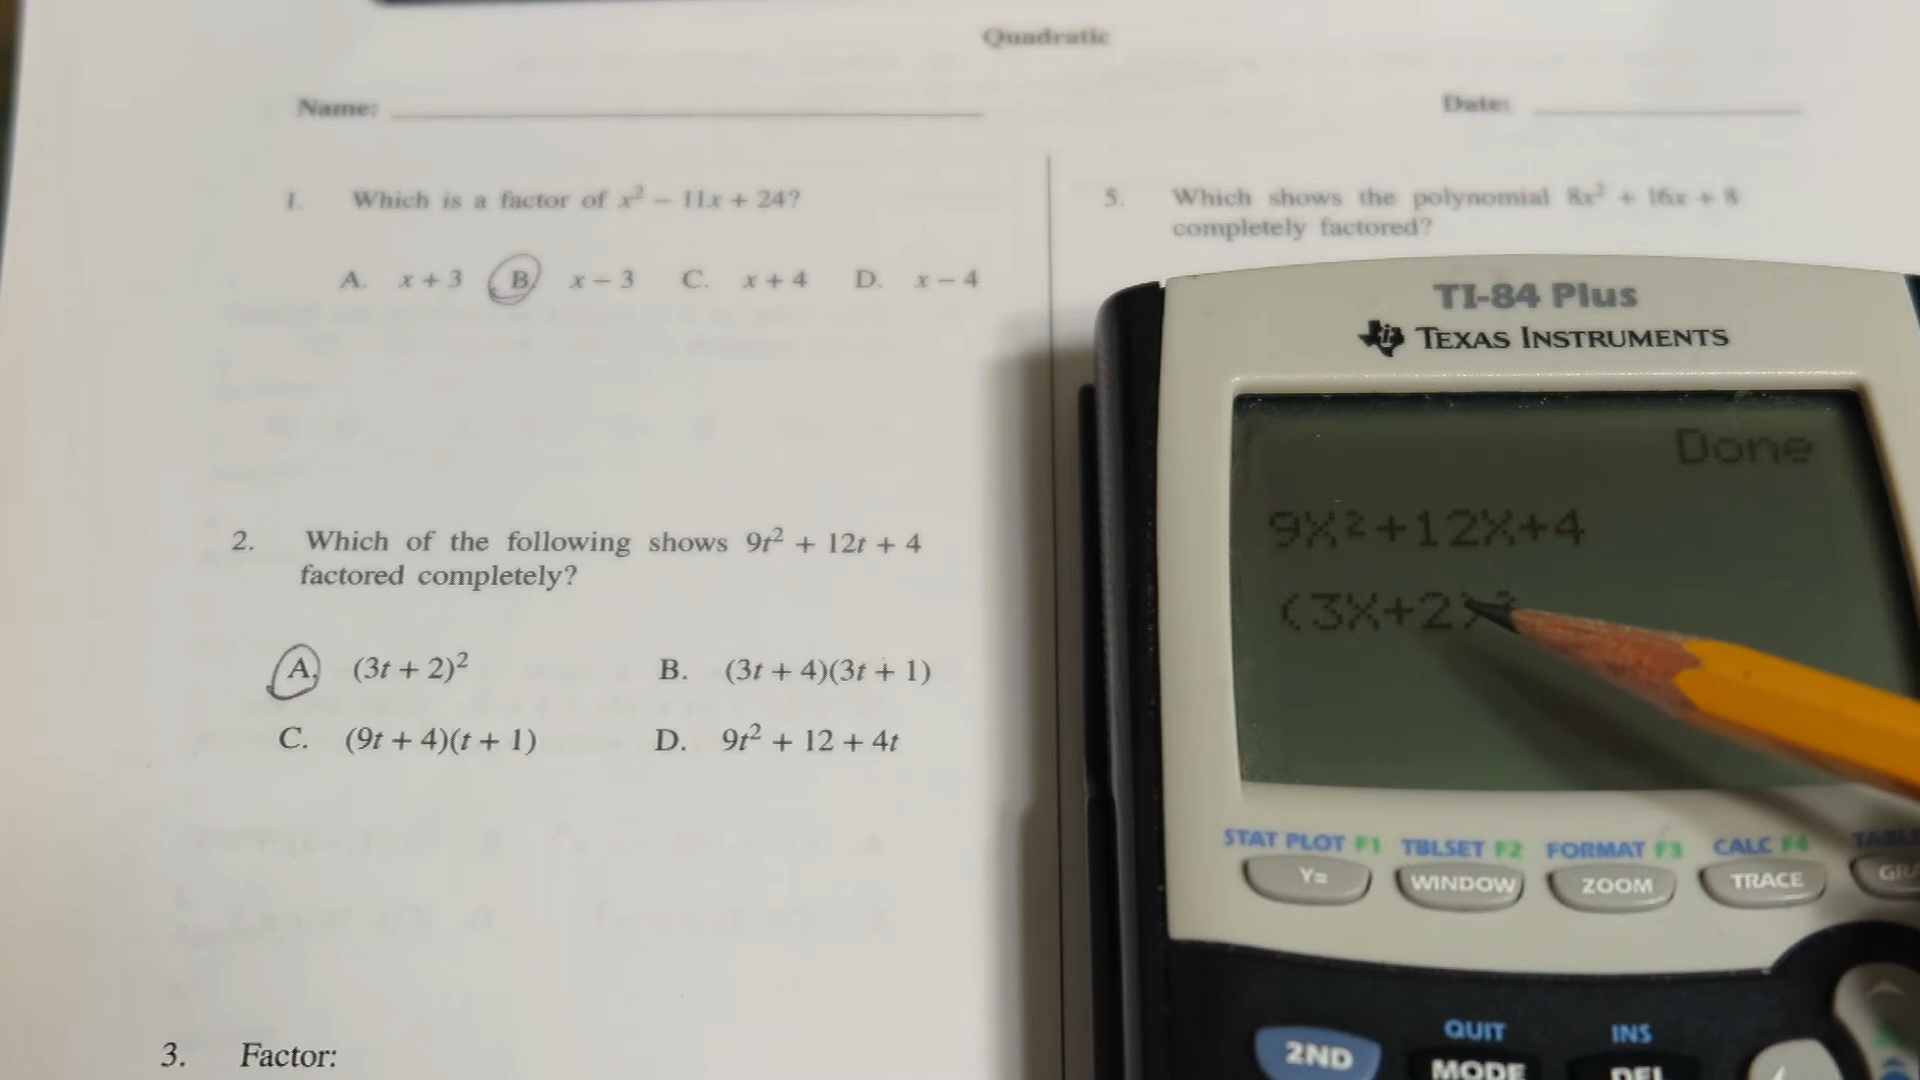 Quadratic
Name:
Date:
1. Which is a factor of x² − 11x + 24?
A. x + 3 B. x − 3 C. x + 4 D. x − 4
2. Which of the following shows 9t² + 12t + 4
factored completely?
A. (3t + 2)² B. (3t + 4)(3t + 1)
C. (9t + 4)(t + 1) D. 9t² + 12 + 4t
3. Factor:
5. Which shows the polynomial 8x² + 16x + 8
completely factored?
TI-84 Plus
TEXAS INSTRUMENTS
Done
9X²+12X+4
(3X+2)²
STAT PLOT F1 TBLSET F2 FORMAT F3 CALC F4
Y= WINDOW ZOOM TRACE
QUIT INS
2ND MODE DEL